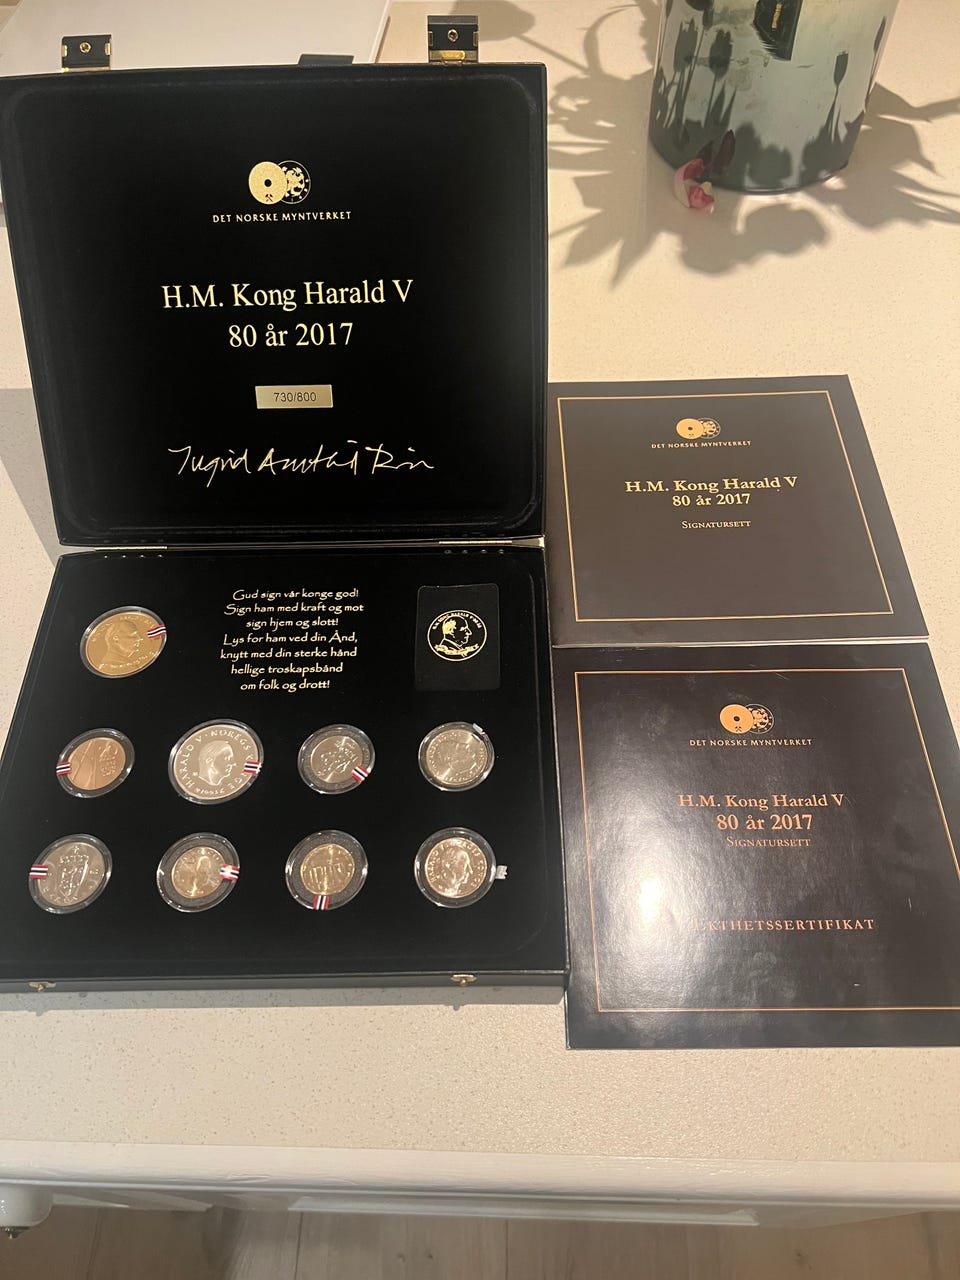 DET NORSKE MYNTVERKET
H.M. Kong Harald V
80 år 2017
730/800
Gud sign vår konge god!
Sign ham med kraft og mot
sign hjem og slott!
Lys for ham ved din Ånd,
knytt med din sterke hånd
hellige troskapsbånd
om folk og drott!
HARALD V · NOREGS
DET NORSKE MYNTVERKET
H.M. Kong Harald V
80 år 2017
SIGNATURSETT
DET NORSKE MYNTVERKET
H.M. Kong Harald V
80 år 2017
SIGNATURSETT
EKTHETSSERTIFIKAT